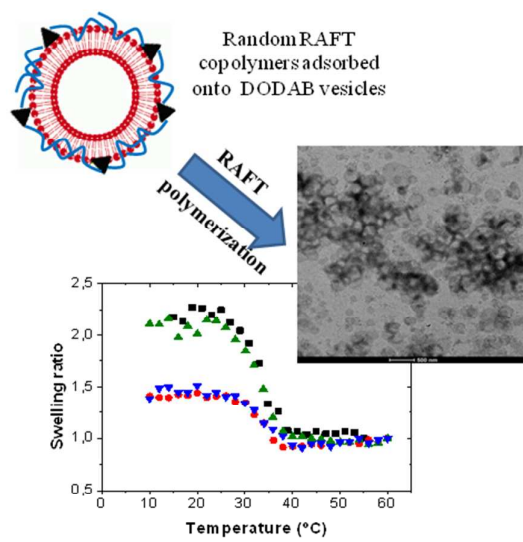 Random RAFT
copolymers adsorbed
onto DODAB vesicles
RAFT
polymerization
500 nm
2,5
2,0
1,5
1,0
0,5
Swelling ratio
0 10 20 30 40 50 60
Temperature (°C)